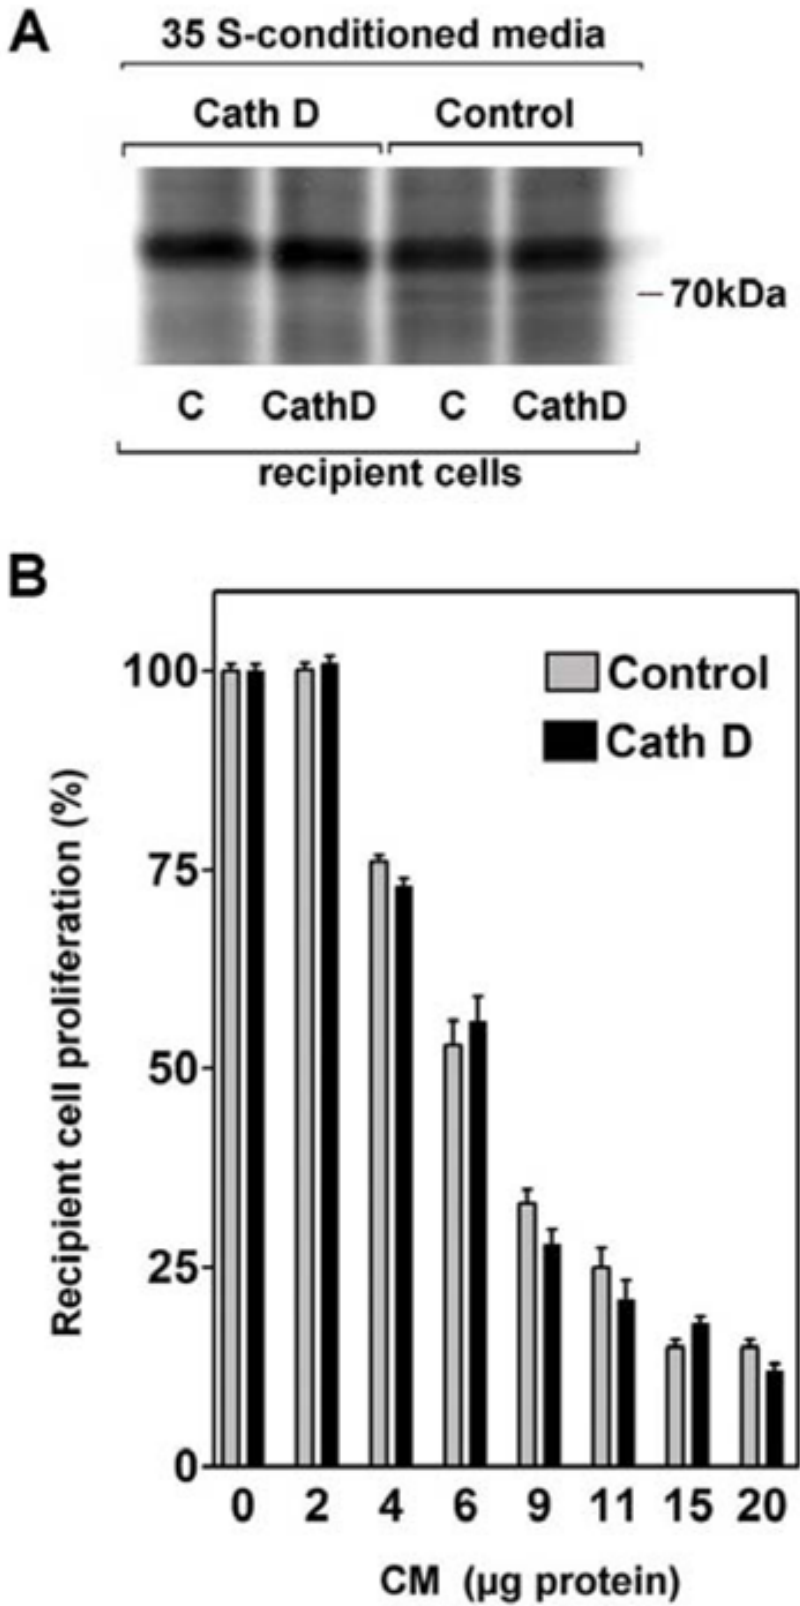 A
35 S-conditioned media
Cath D Control
70kDa
C CathD C CathD
recipient cells
B
100
75
50
25
0
Control
Cath D
Recipient cell proliferation (%)
0 2 4 6 9 11 15 20
CM (µg protein)